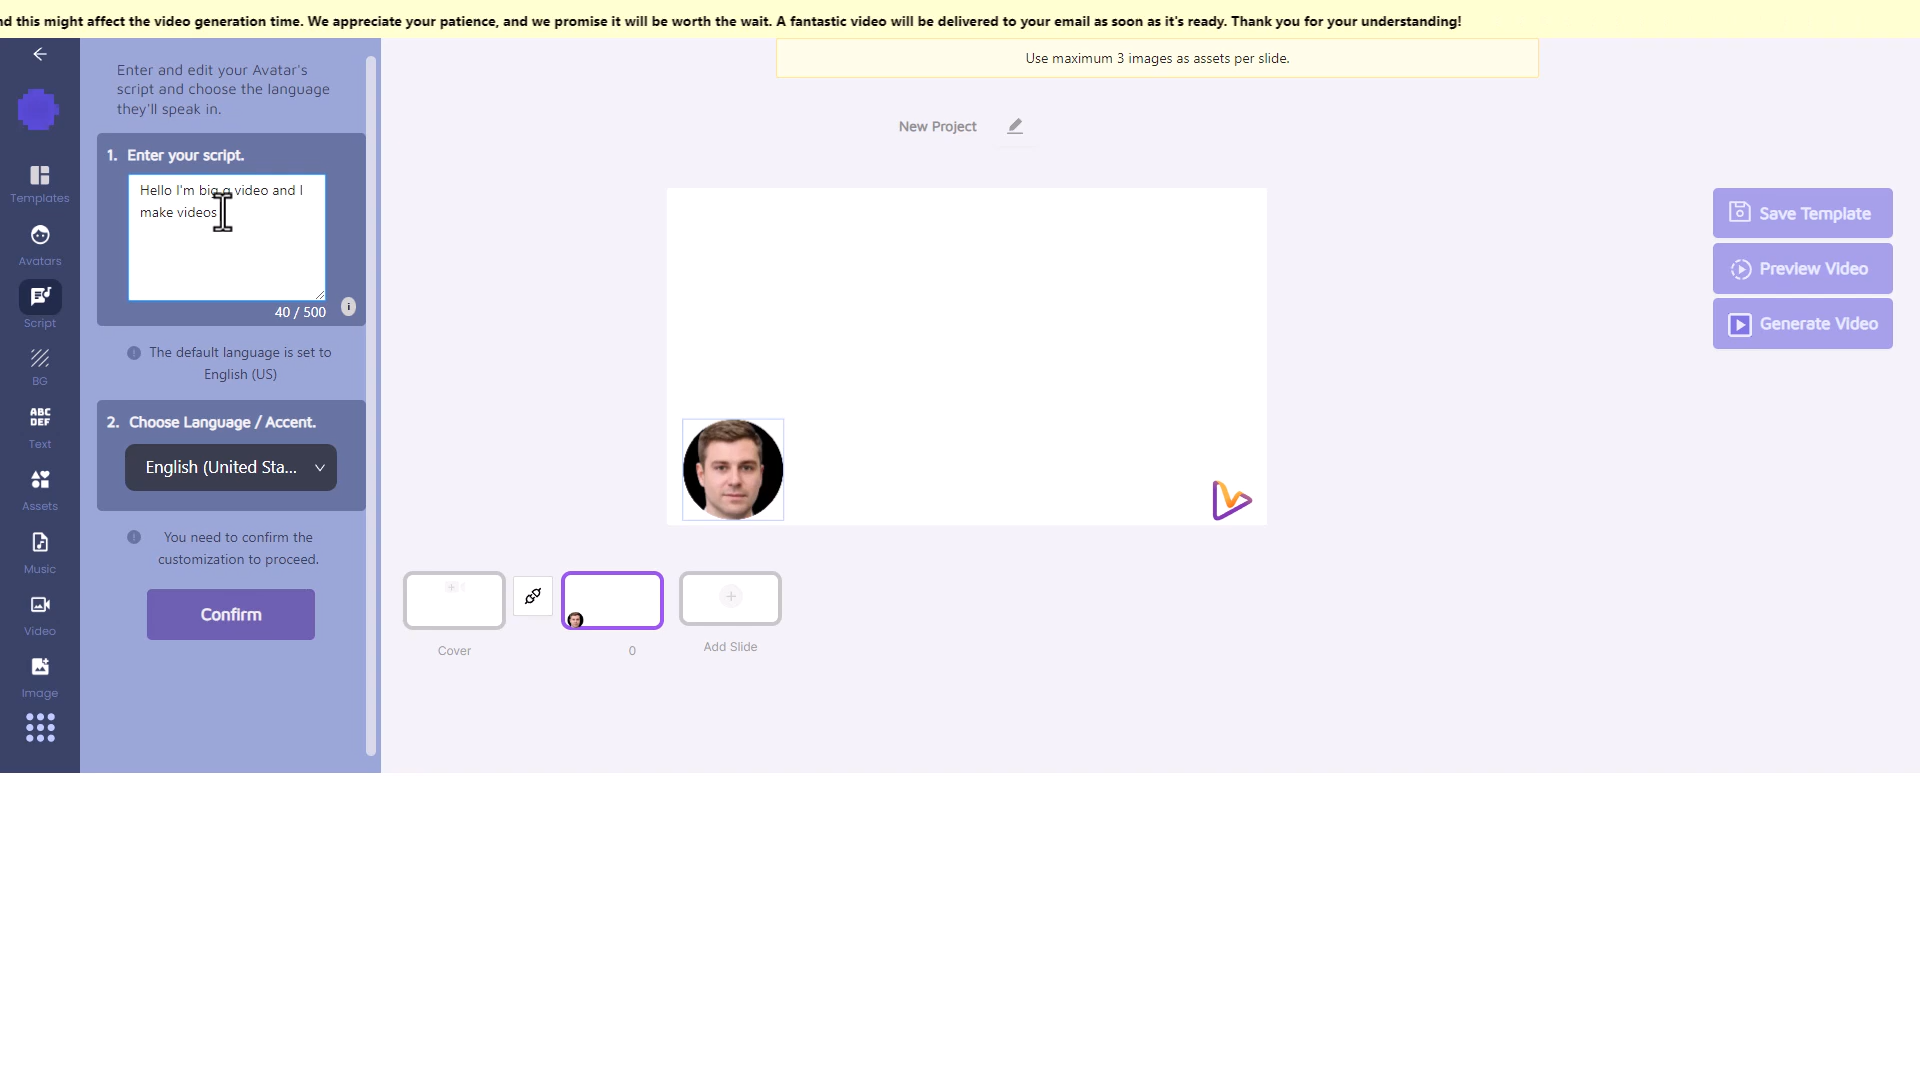 nd this might affect the video generation time. We appreciate your patience, and we promise it will be worth the wait. A fantastic video will be delivered to your email as soon as it's ready. Thank you for your understanding!
Use maximum 3 images as assets per slide.
Enter and edit your Avatar's
script and choose the language
they'll speak in.
1. Enter your script.
Hello I'm big g video and I
make videos
40 / 500
The default language is set to
English (US)
2. Choose Language / Accent.
English (United Sta...
You need to confirm the
customization to proceed.
Confirm
Templates
Avatars
Script
BG
ABC
DEF
Text
Assets
Music
Video
Image
New Project
Save Template
Preview Video
Generate Video
Cover
0
Add Slide